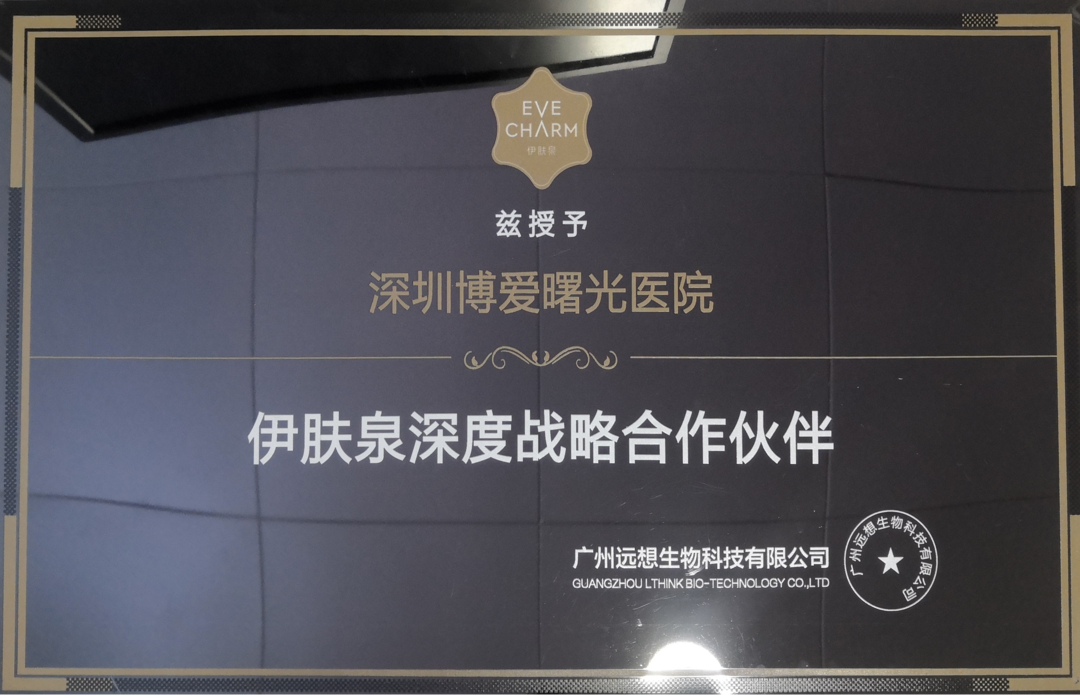 EVE
CHARM
伊肤泉
兹授予
深圳博爱曙光医院
伊肤泉深度战略合作伙伴
广州远想生物科技有限公司
GUANGZHOU LTHINK BIO-TECHNOLOGY CO.,LTD
广州远想生物科技有限公司